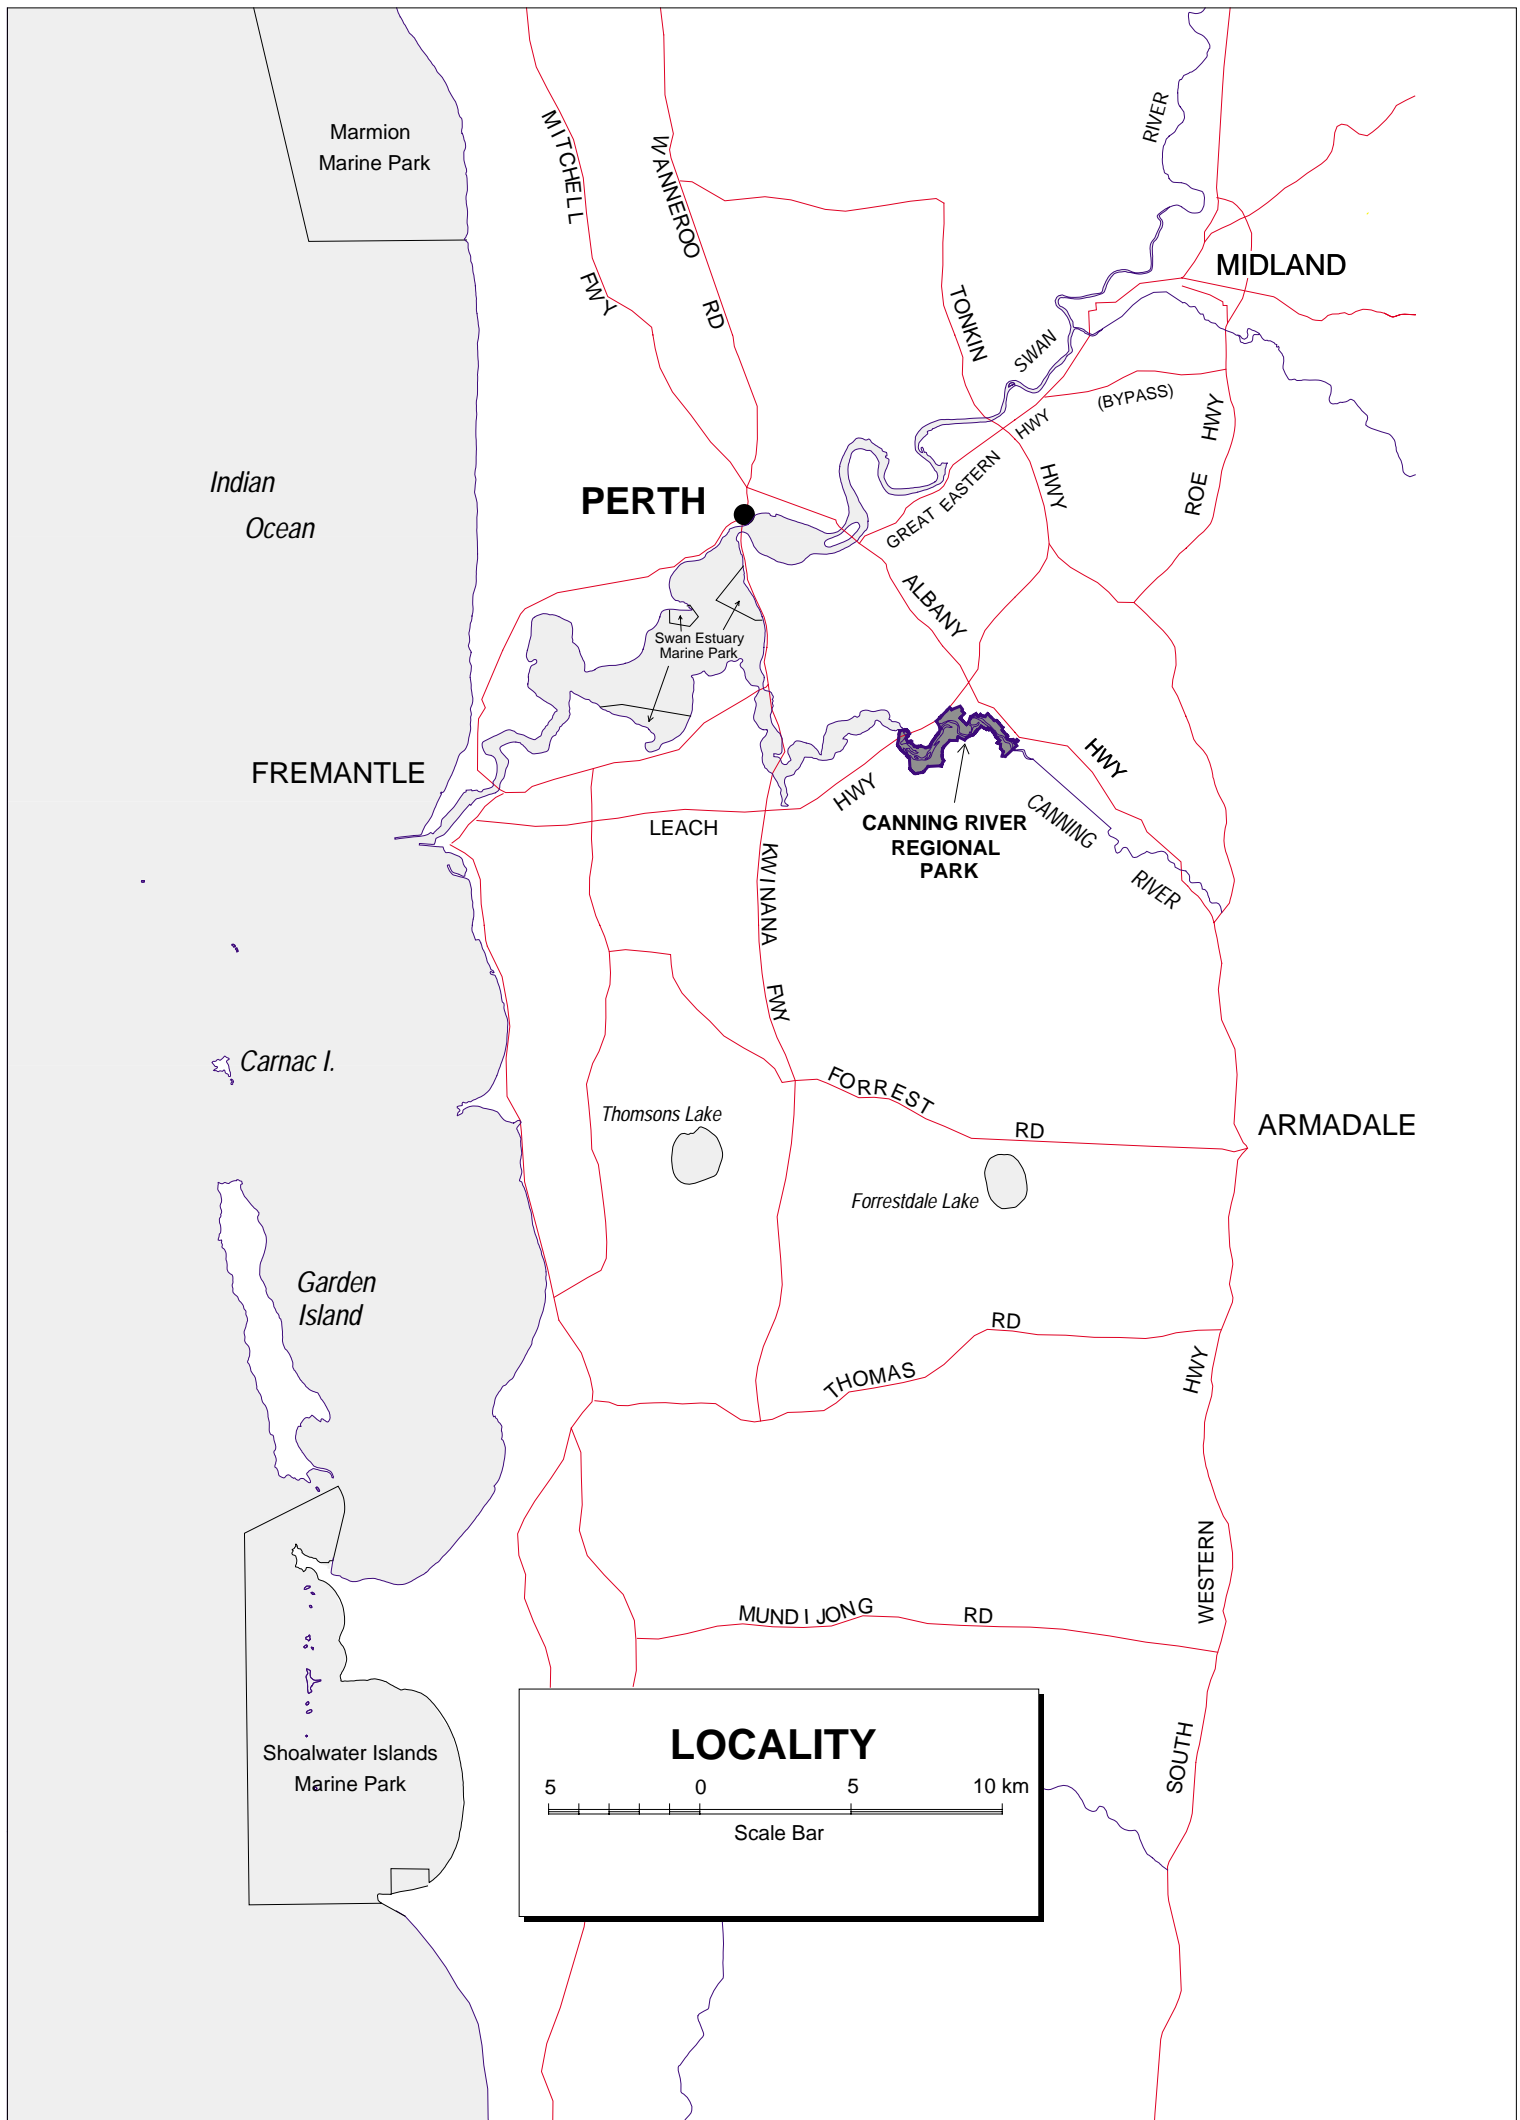 Marmion
Marine Park
MITCHELL
FWY
WANNEROO
RD
RIVER
MIDLAND
TONKIN
SWAN
(BYPASS)
HWY
HWY
HWY
ROE
GREAT EASTERN
Indian
Ocean
PERTH
ALBANY
Swan Estuary
Marine Park
FREMANTLE
HWY
HWY
LEACH
CANNING RIVER
REGIONAL
PARK
CANNING
RIVER
KWINANA
FWY
Carnac I.
FORREST
RD
Thomsons Lake
ARMADALE
Forrestdale Lake
Garden
Island
RD
THOMAS
HWY
WESTERN
MUNDIJONG
RD
SOUTH
Shoalwater Islands
Marine Park
LOCALITY
5 0 5 10 km
Scale Bar